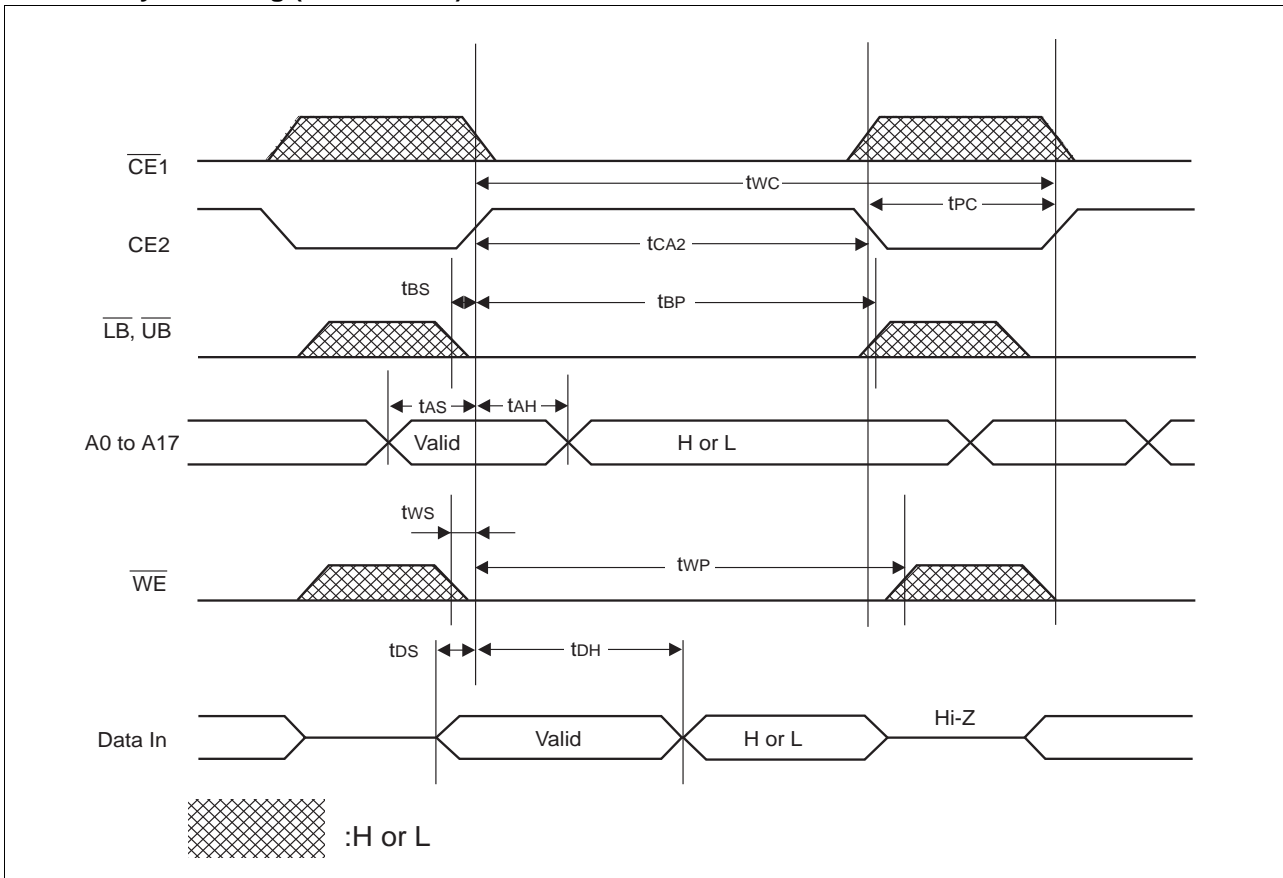 CE1
tWC
tPC
CE2
tCA2
tBS
tBP
LB, UB
tAS
tAH
A0 to A17
Valid
H or L
tWS
WE
tWP
tDS
tDH
Data In
Valid
H or L
Hi-Z
:H or L